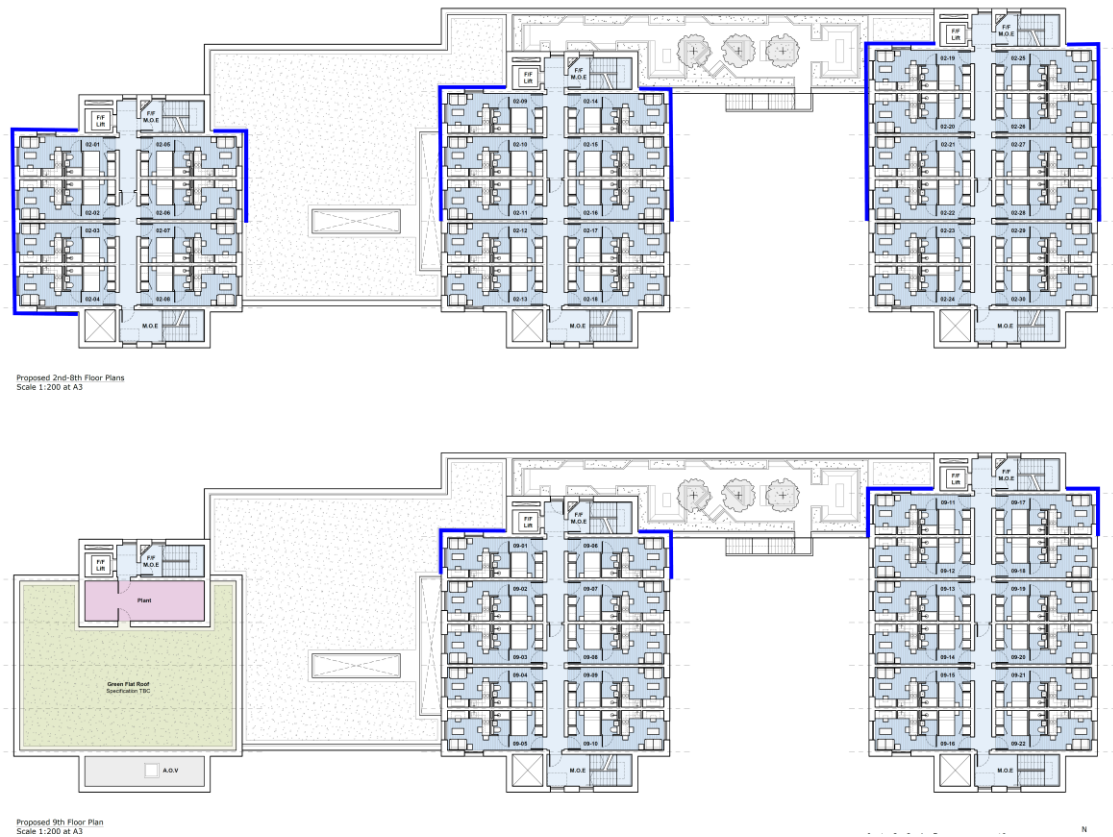 F/F
M.O.E
F/F
Lift
02-19
02-25
F/F
Lift
F/F
M.O.E
02-09
02-14
02-20
02-26
F/F
Lift
F/F
M.O.E
02-01
02-05
02-10
02-15
02-21
02-27
02-02
02-06
02-11
02-16
02-22
02-28
02-03
02-07
02-12
02-17
02-23
02-29
02-04
02-08
02-13
02-18
02-24
02-30
M.O.E
M.O.E
M.O.E
Proposed 2nd-8th Floor Plans
Scale 1:200 at A3
F/F
Lift
F/F
M.O.E
09-11
09-17
F/F
Lift
F/F
M.O.E
09-01
09-06
09-12
09-18
F/F
Lift
F/F
M.O.E
Plant
09-02
09-07
09-13
09-19
09-03
09-08
09-14
09-20
Green Flat Roof
Specification TBC
09-04
09-09
09-15
09-21
09-05
09-10
09-16
09-22
A.O.V
M.O.E
M.O.E
Proposed 9th Floor Plan
Scale 1:200 at A3
N